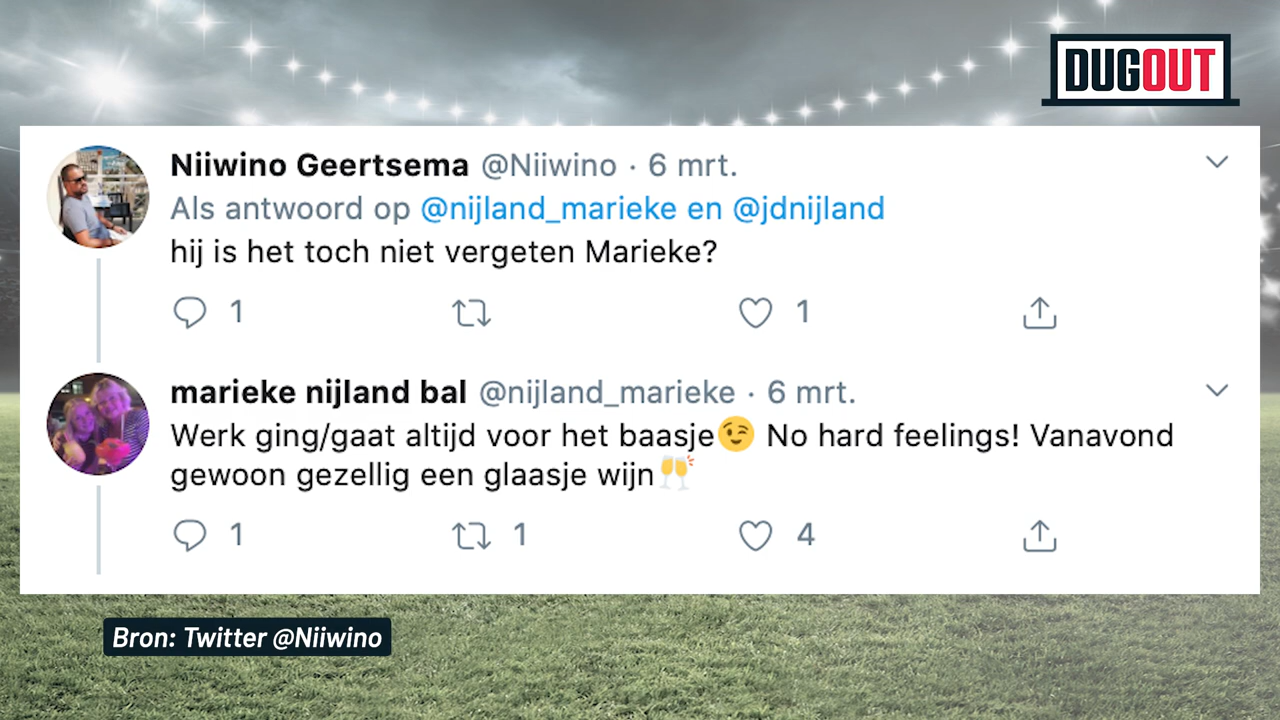 DUGOUT
Niiwino Geertsema @Niiwino · 6 mrt.
Als antwoord op @nijland_marieke en @jdnijland
hij is het toch niet vergeten Marieke?
1 1
marieke nijland bal @nijland_marieke · 6 mrt.
Werk ging/gaat altijd voor het baasje😉 No hard feelings! Vanavond
gewoon gezellig een glaasje wijn🥂
1 1 4
Bron: Twitter @Niiwino